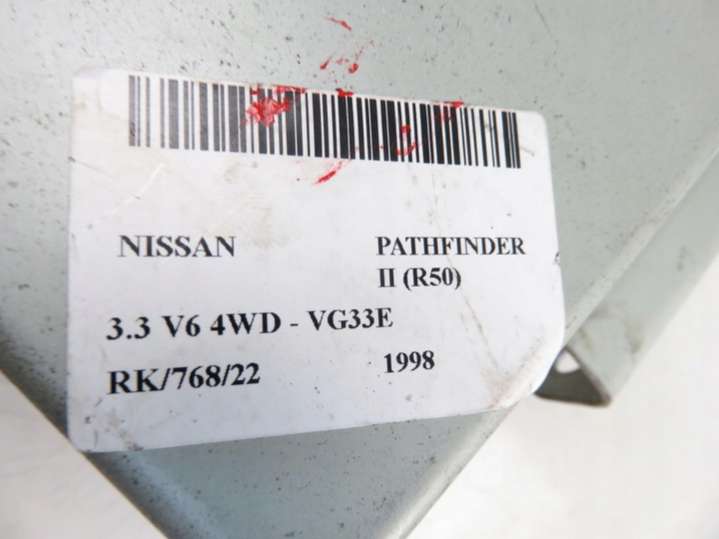 NISSAN PATHFINDER
II (R50)
3.3 V6 4WD - VG33E
RK/768/22 1998